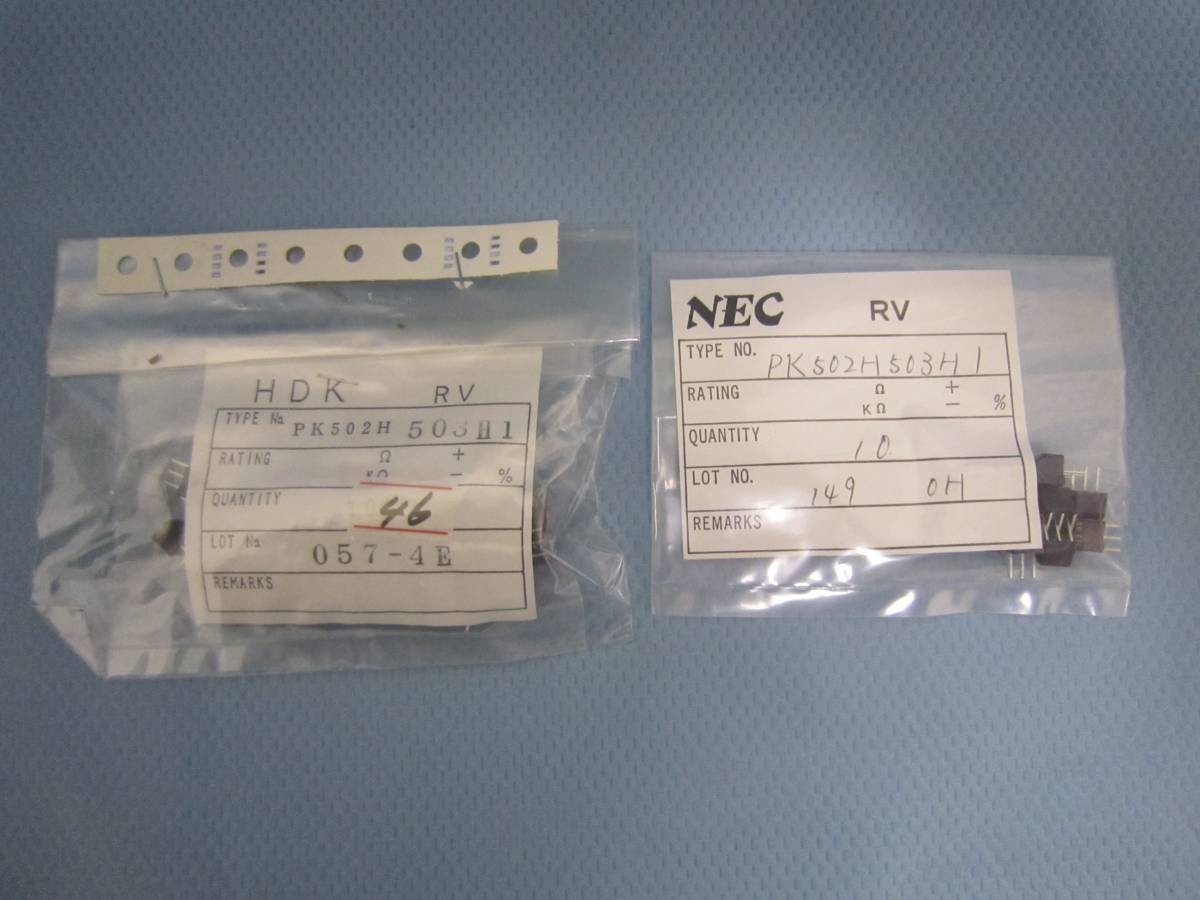 HDK RV
TYPE No. PK502H 503H1
RATING Ω +
KΩ - %
QUANTITY 46
LOT No. 057-4E
REMARKS
NEC RV
TYPE NO. PK502H503H1
RATING Ω +
KΩ - %
QUANTITY 10
LOT NO. 149 0H
REMARKS